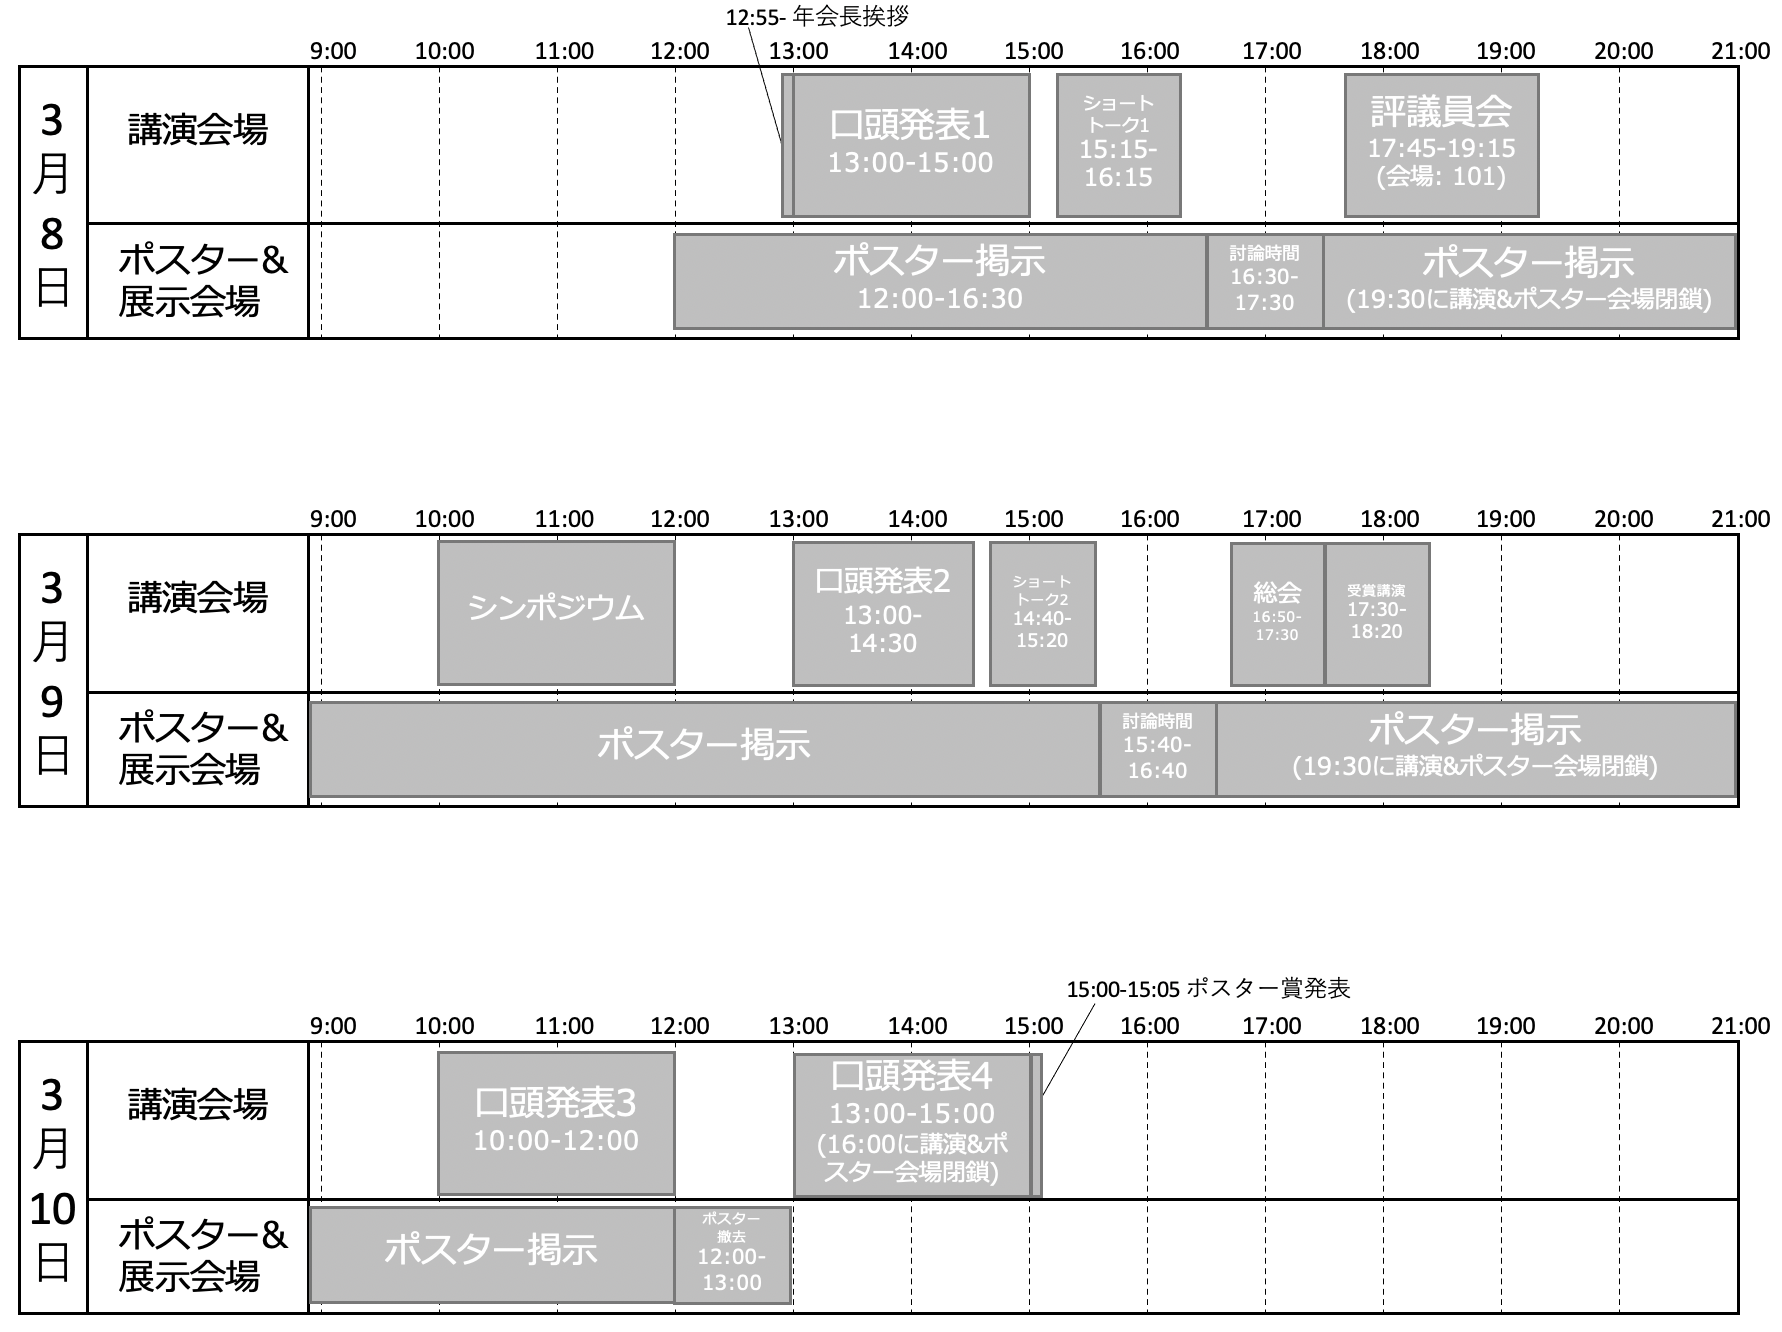 12:55- 年会長挨拶
9:00 10:00 11:00 12:00 13:00 14:00 15:00 16:00 17:00 18:00 19:00 20:00 21:00
3
月
8
日
講演会場
口頭発表1
13:00-15:00
ショート
トーク1
15:15-
16:15
評議員会
17:45-19:15
(会場: 101)
ポスター&
展示会場
ポスター掲示
12:00-16:30
討論時間
16:30-
17:30
ポスター掲示
(19:30に講演&ポスター会場閉鎖)
9:00 10:00 11:00 12:00 13:00 14:00 15:00 16:00 17:00 18:00 19:00 20:00 21:00
3
月
9
日
講演会場
シンポジウム
口頭発表2
13:00-
14:30
ショート
トーク2
14:40-
15:20
総会
16:50-
17:30
受賞講演
17:30-
18:20
ポスター&
展示会場
ポスター掲示
討論時間
15:40-
16:40
ポスター掲示
(19:30に講演&ポスター会場閉鎖)
15:00-15:05 ポスター賞発表
9:00 10:00 11:00 12:00 13:00 14:00 15:00 16:00 17:00 18:00 19:00 20:00 21:00
3
月
10
日
講演会場
口頭発表3
10:00-12:00
口頭発表4
13:00-15:00
(16:00に講演&ポ
スター会場閉鎖)
ポスター&
展示会場
ポスター掲示
ポスター
撤去
12:00-
13:00